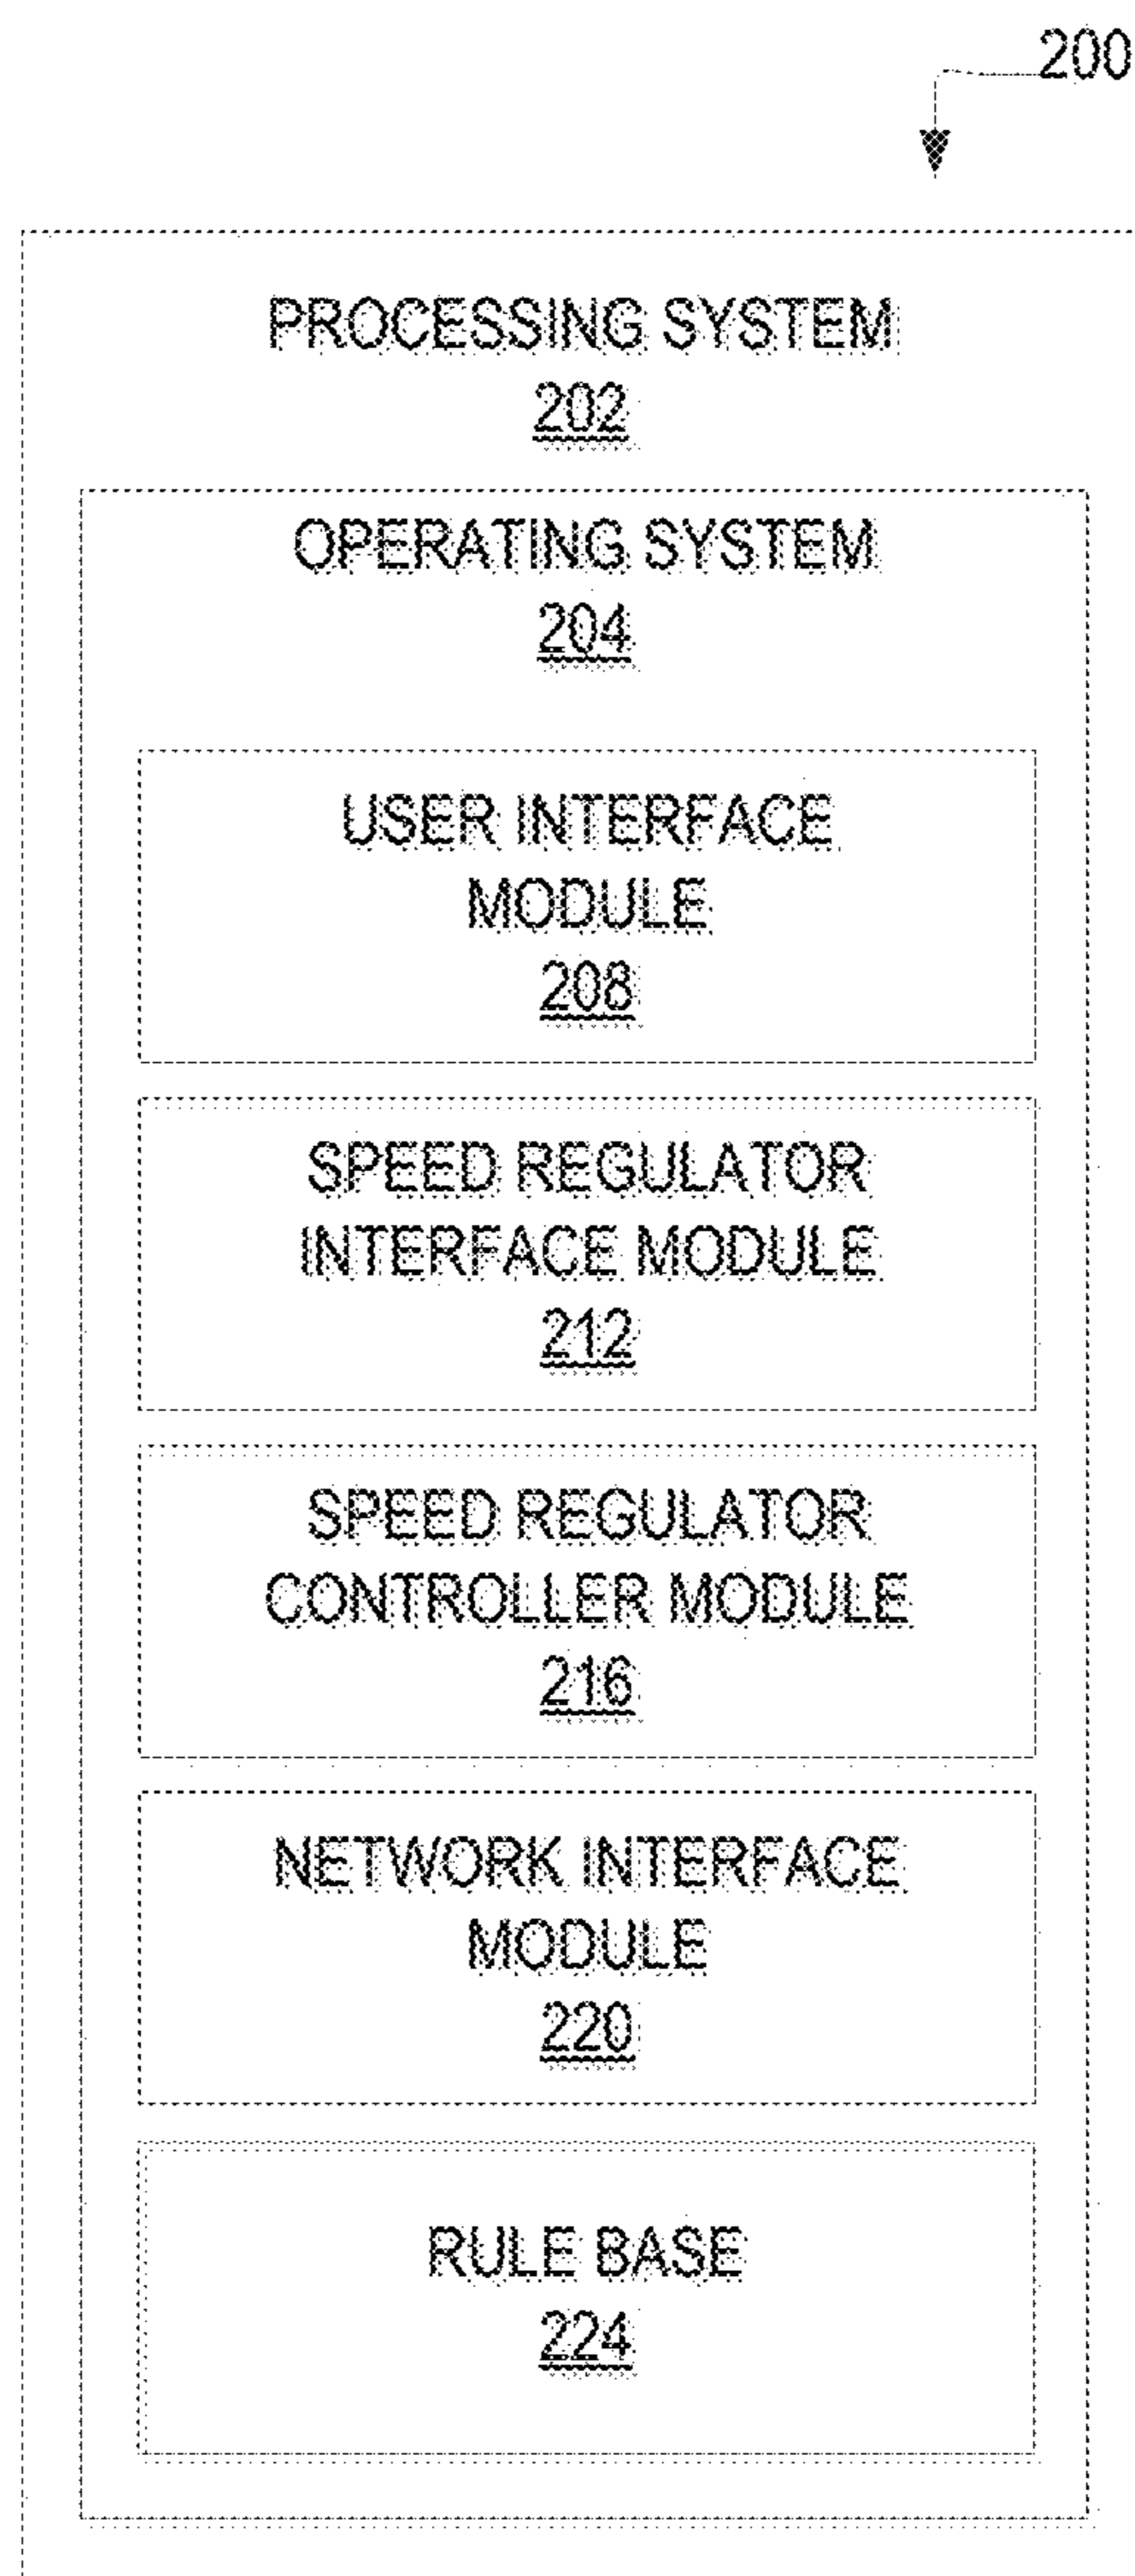 200
PROCESSING SYSTEM
202
OPERATING SYSTEM
204
USER INTERFACE
MODULE
208
SPEED REGULATOR
INTERFACE MODULE
212
SPEED REGULATOR
CONTROLLER MODULE
216
NETWORK INTERFACE
MODULE
220
RULE BASE
224